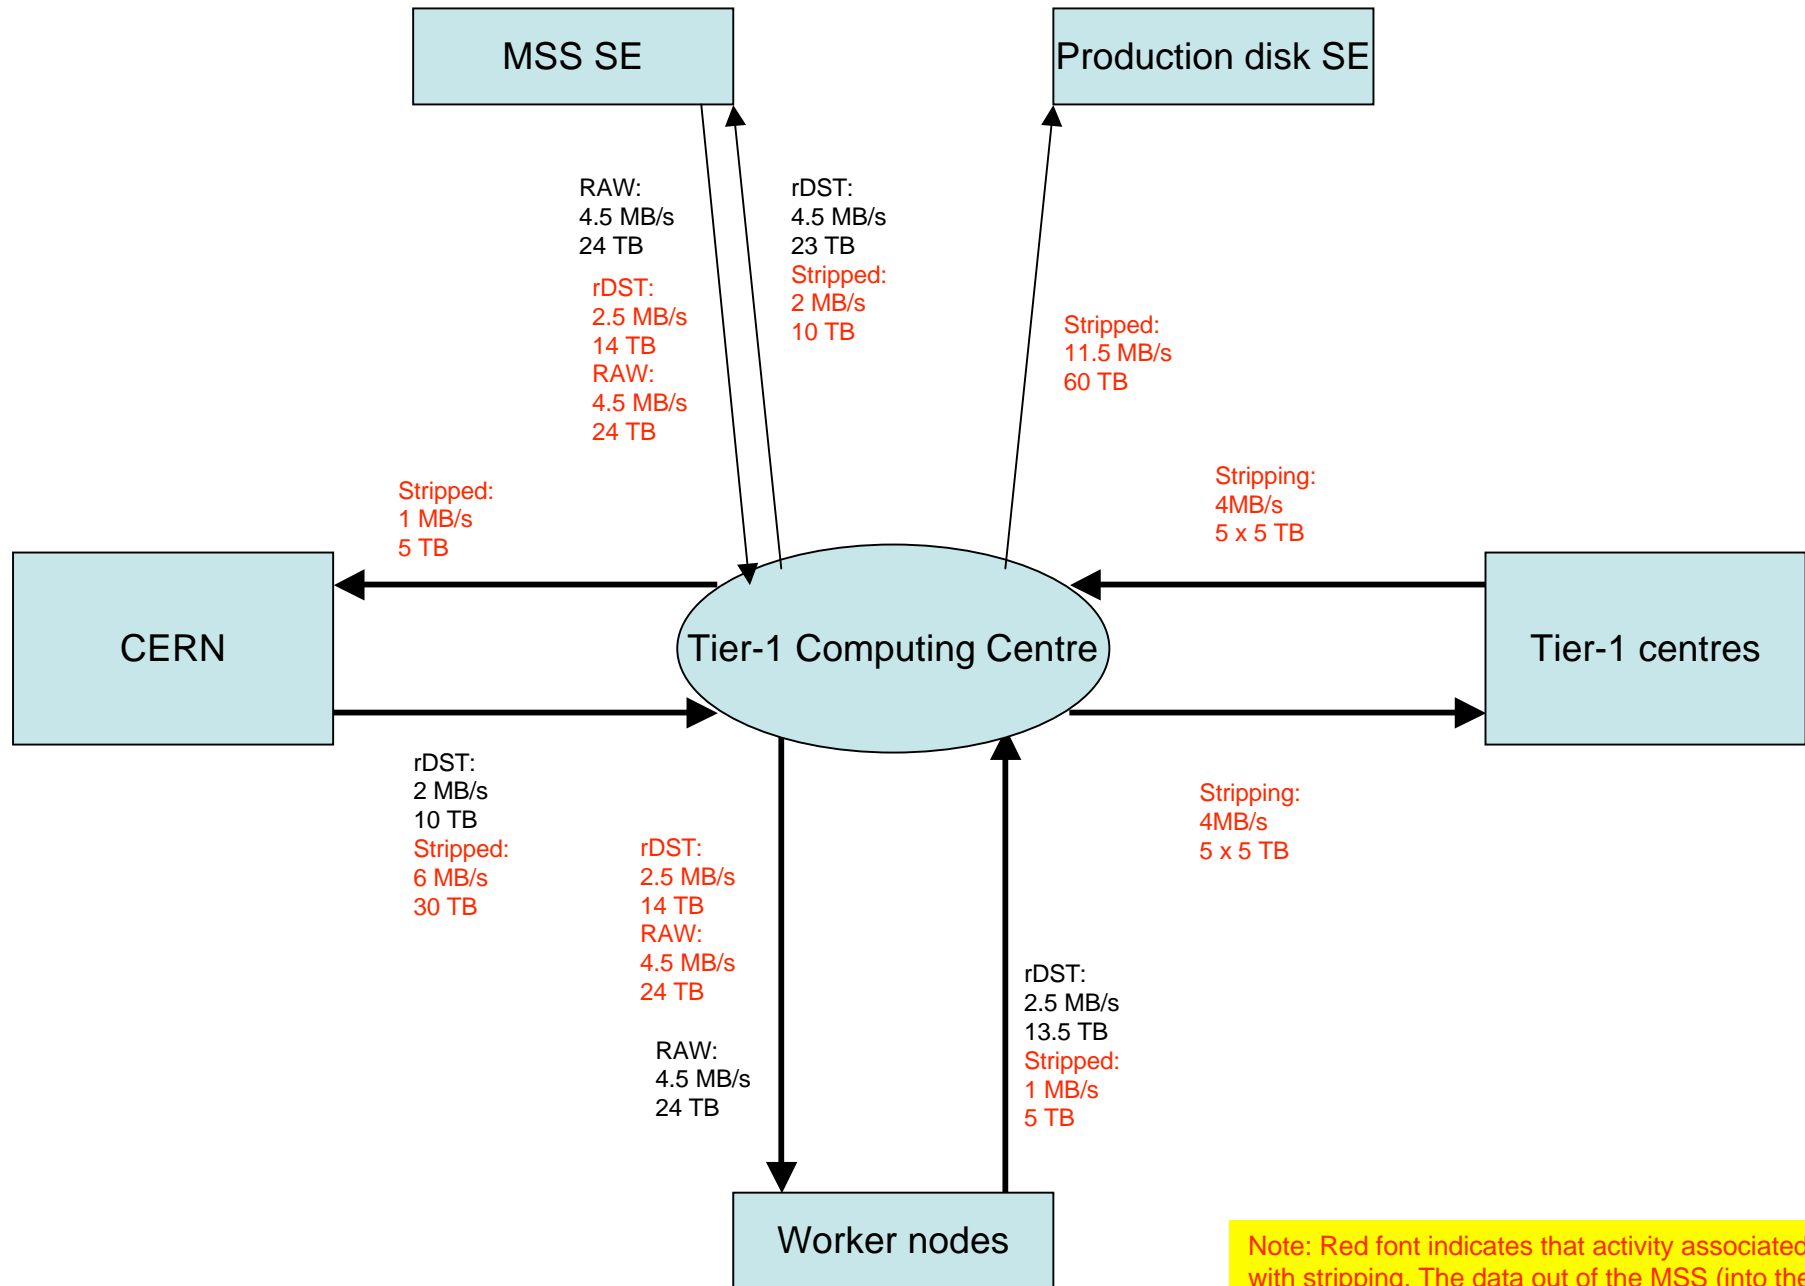 MSS SE
Production disk SE
RAW:
4.5 MB/s
24 TB
rDST:
2.5 MB/s
14 TB
RAW:
4.5 MB/s
24 TB
rDST:
4.5 MB/s
23 TB
Stripped:
2 MB/s
10 TB
Stripped:
11.5 MB/s
60 TB
Stripped:
1 MB/s
5 TB
Stripping:
4MB/s
5 x 5 TB
CERN
Tier-1 Computing Centre
Tier-1 centres
rDST:
2 MB/s
10 TB
Stripped:
6 MB/s
30 TB
rDST:
2.5 MB/s
14 TB
RAW:
4.5 MB/s
24 TB
RAW:
4.5 MB/s
24 TB
rDST:
2.5 MB/s
13.5 TB
Stripped:
1 MB/s
5 TB
Stripping:
4MB/s
5 x 5 TB
Worker nodes
Note: Red font indicates that activity associated
with stripping. The data out of the MSS (into the